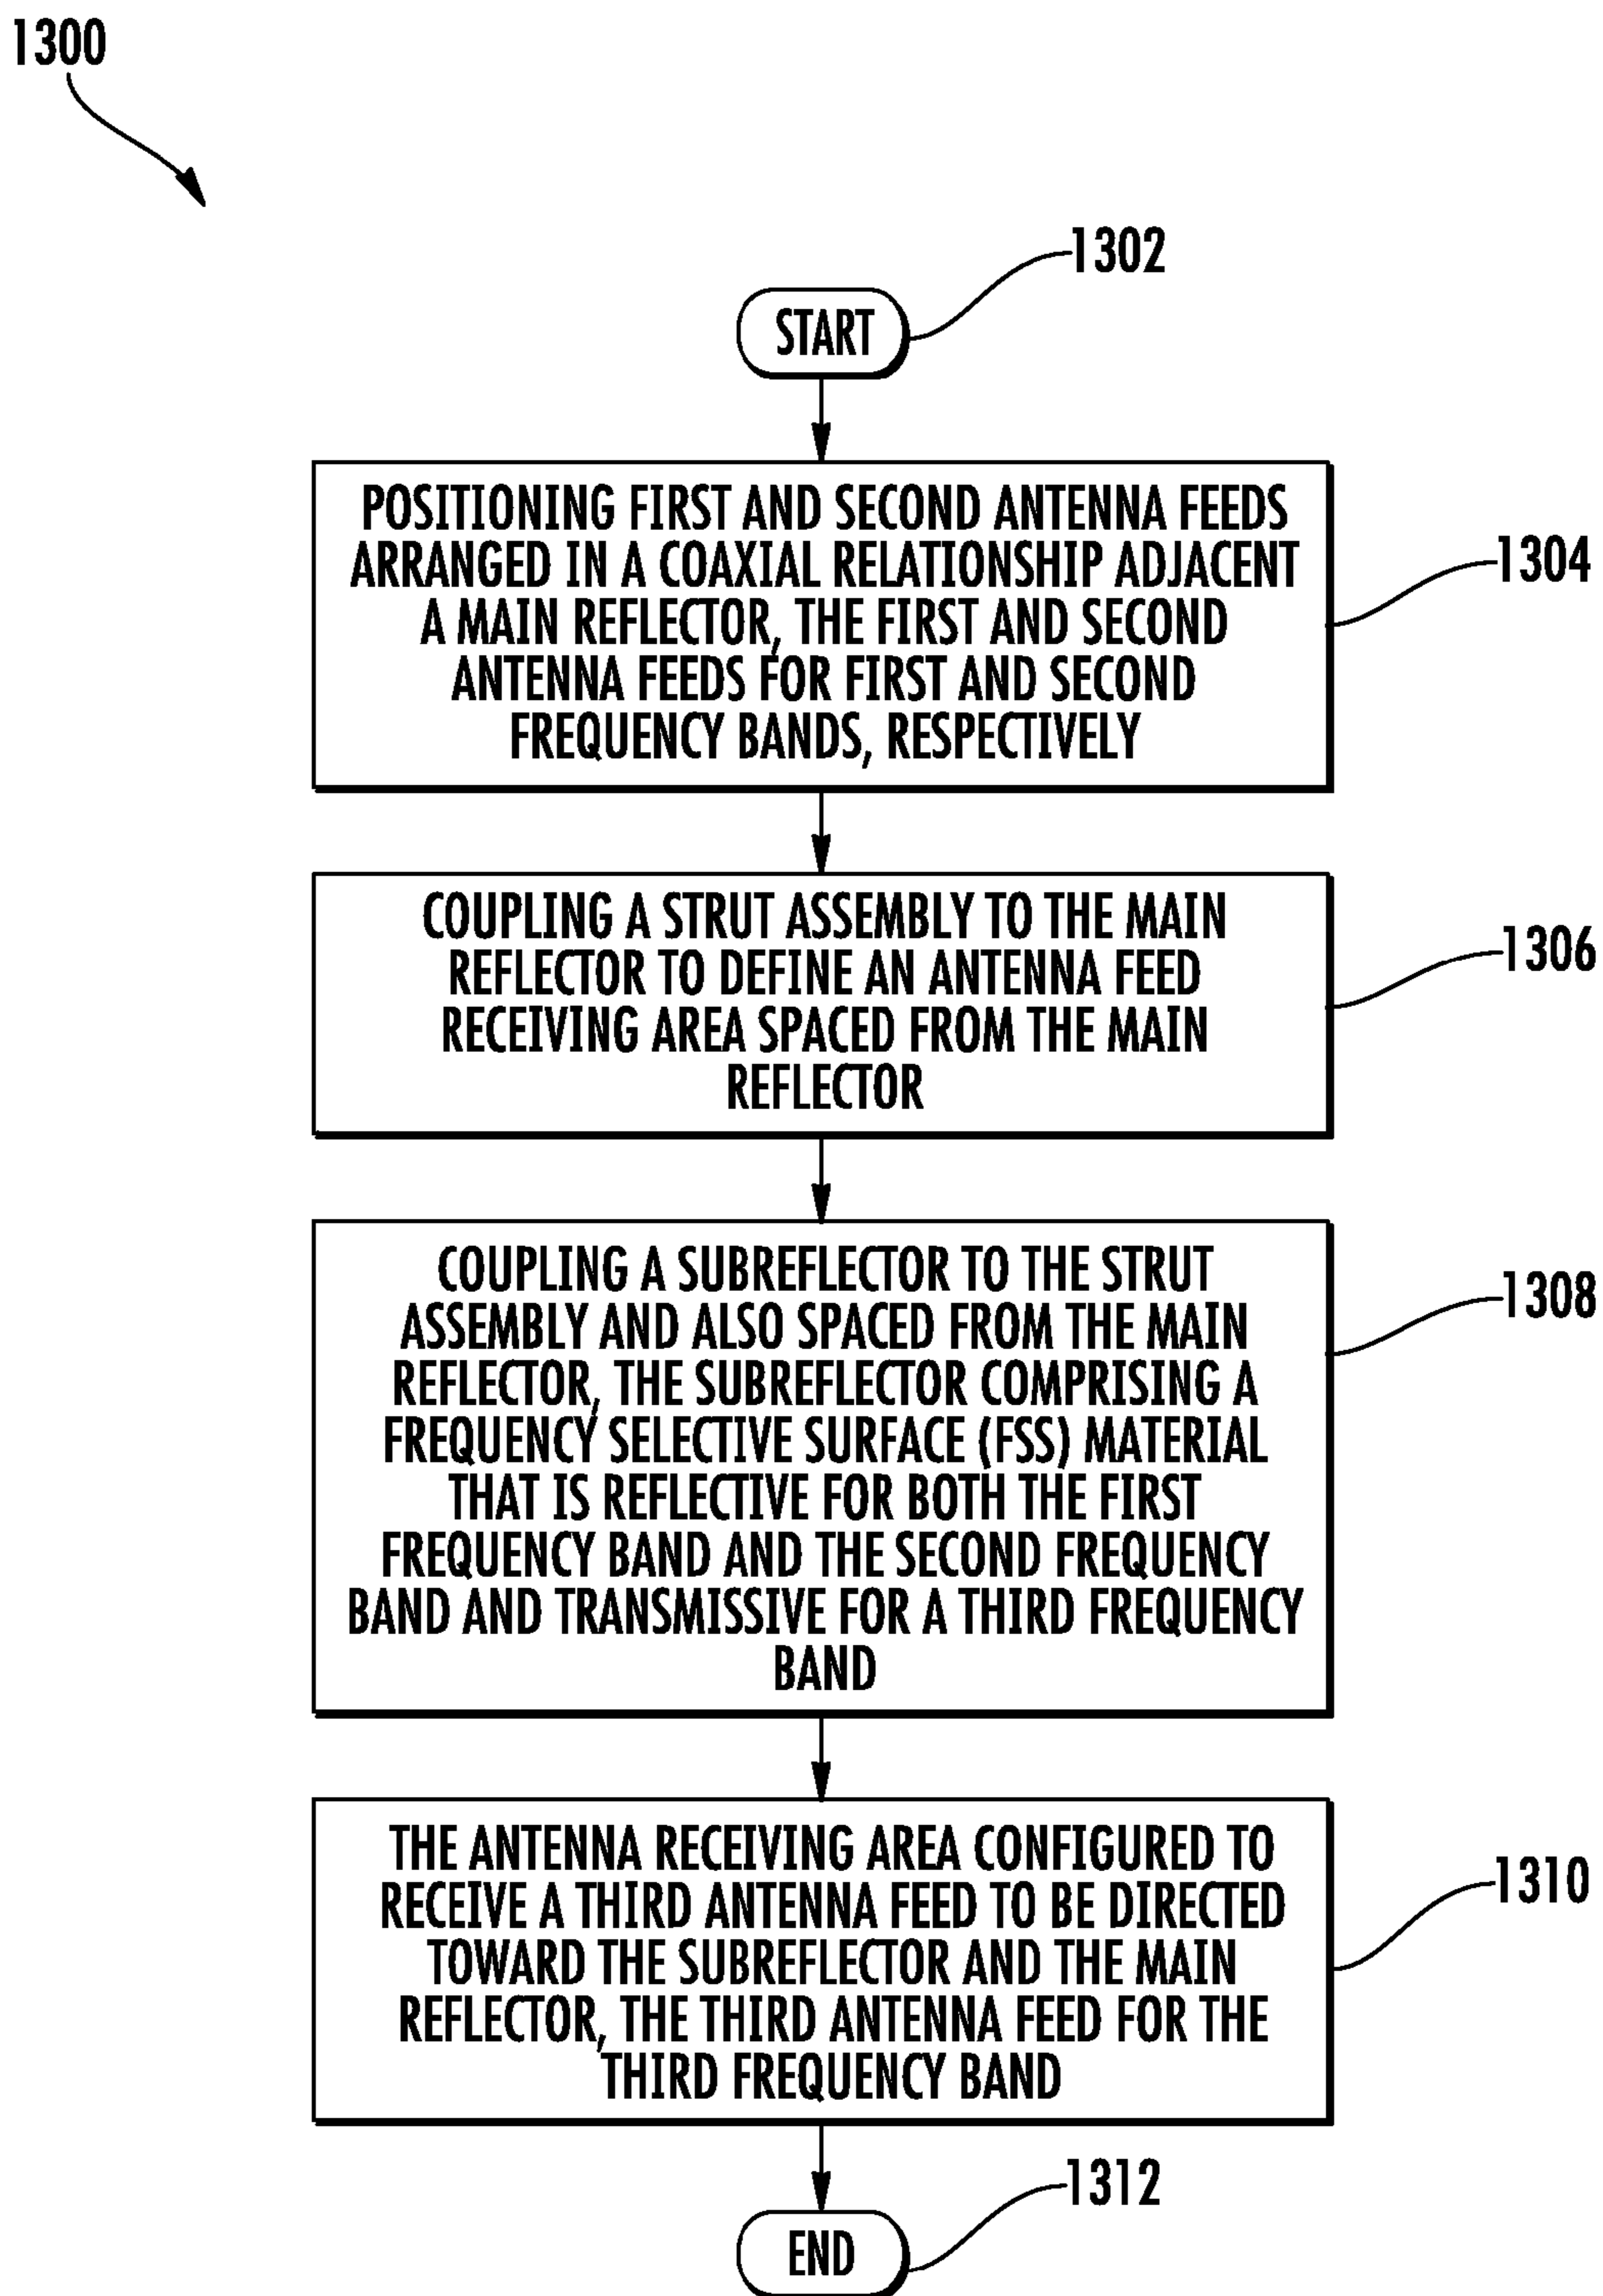 1300
1302
START
POSITIONING FIRST AND SECOND ANTENNA FEEDS
ARRANGED IN A COAXIAL RELATIONSHIP ADJACENT
A MAIN REFLECTOR, THE FIRST AND SECOND
ANTENNA FEEDS FOR FIRST AND SECOND
FREQUENCY BANDS, RESPECTIVELY
1304
COUPLING A STRUT ASSEMBLY TO THE MAIN
REFLECTOR TO DEFINE AN ANTENNA FEED
RECEIVING AREA SPACED FROM THE MAIN
REFLECTOR
1306
COUPLING A SUBREFLECTOR TO THE STRUT
ASSEMBLY AND ALSO SPACED FROM THE MAIN
REFLECTOR, THE SUBREFLECTOR COMPRISING A
FREQUENCY SELECTIVE SURFACE (FSS) MATERIAL
THAT IS REFLECTIVE FOR BOTH THE FIRST
FREQUENCY BAND AND THE SECOND FREQUENCY
BAND AND TRANSMISSIVE FOR A THIRD FREQUENCY
BAND
1308
THE ANTENNA RECEIVING AREA CONFIGURED TO
RECEIVE A THIRD ANTENNA FEED TO BE DIRECTED
TOWARD THE SUBREFLECTOR AND THE MAIN
REFLECTOR, THE THIRD ANTENNA FEED FOR THE
THIRD FREQUENCY BAND
1310
1312
END